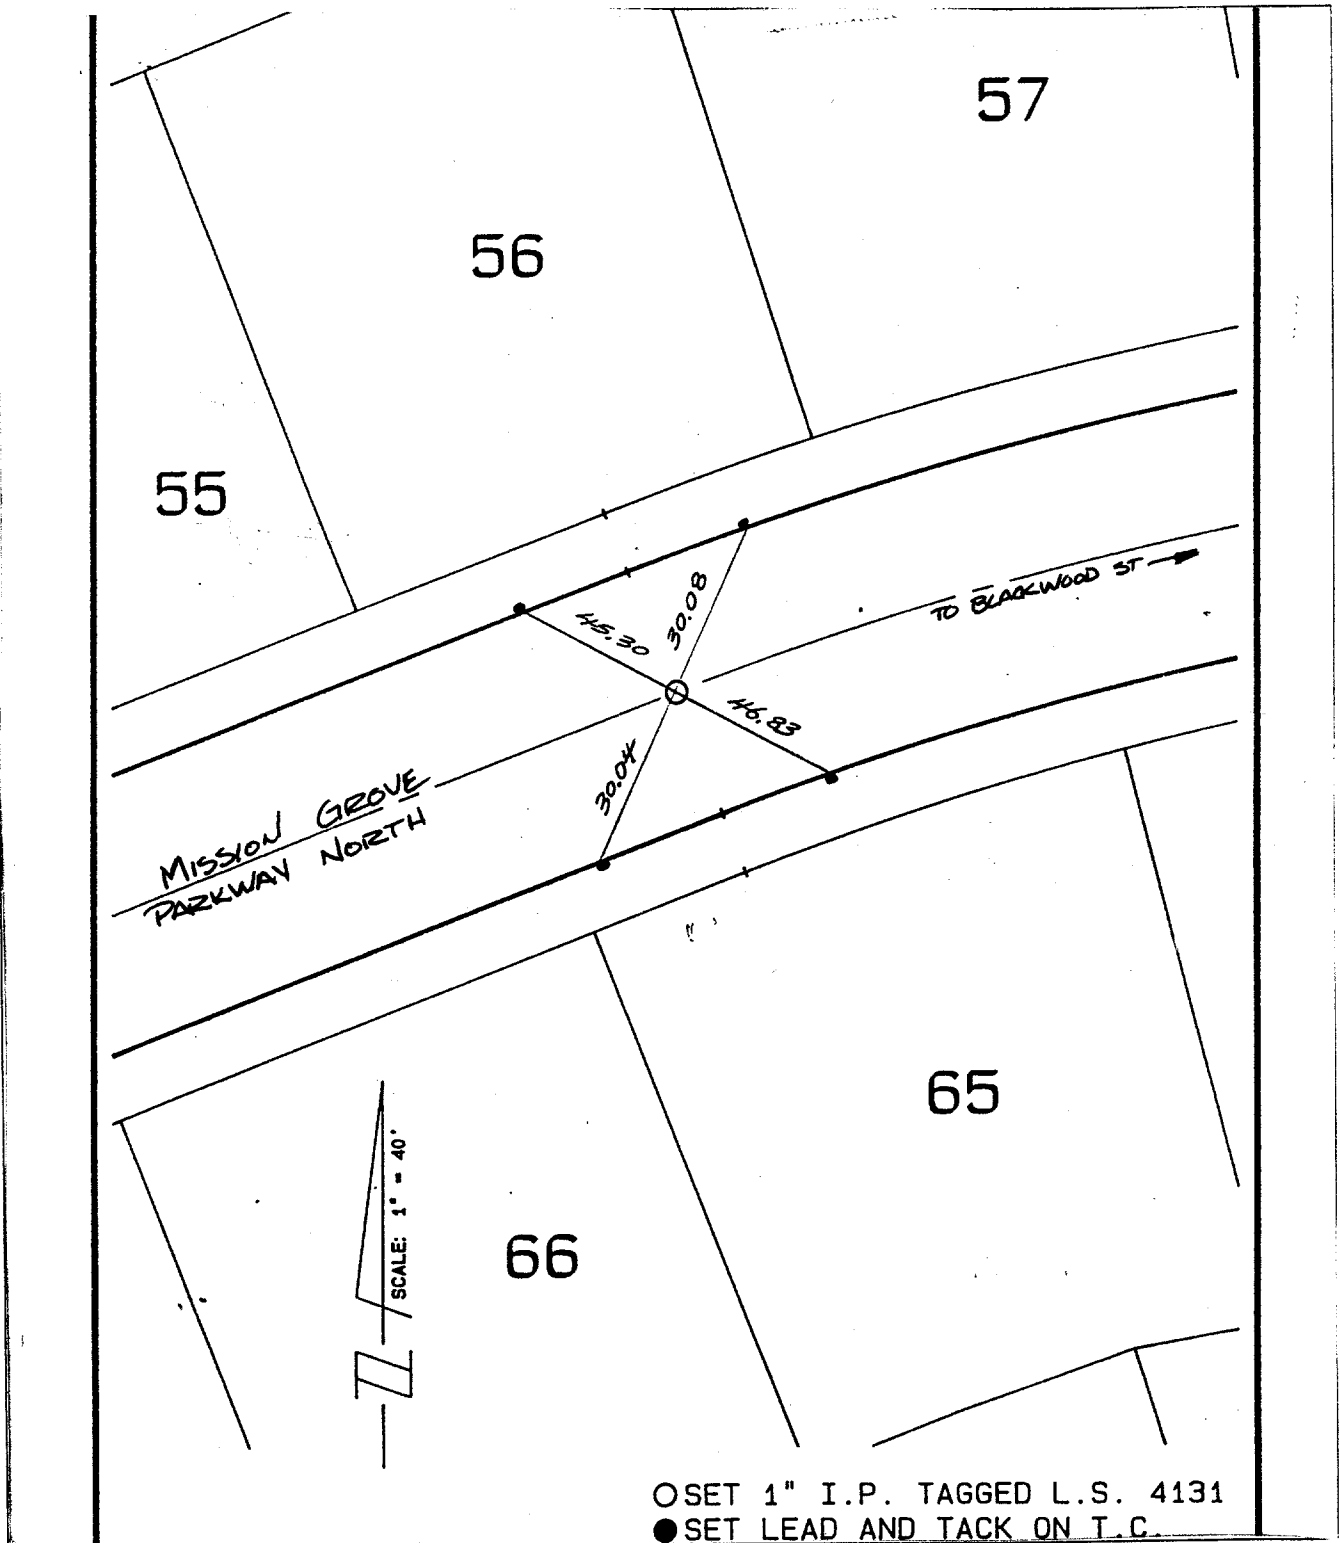 57
56
55
45.30
30.08
TO BLACKWOOD ST
46.83
30.04
MISSION GROVE
PARKWAY NORTH
65
SCALE: 1" = 40'
66
SET 1" I.P. TAGGED L.S. 4131
SET LEAD AND TACK ON T.C.